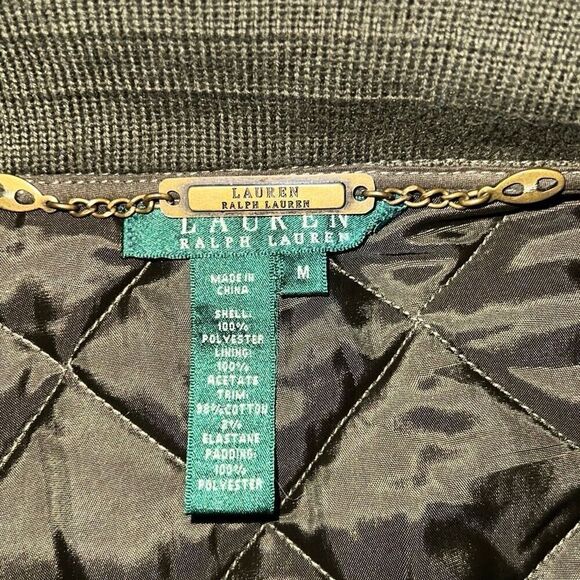 LAUREN
RALPH LAUREN
LAUREN
RALPH LAUREN
M
MADE IN
CHINA
SHELL:
100%
POLYESTER
LINING:
100%
ACETATE
TRIM:
98%COTTON
2%
ELASTANE
PADDING:
100%
POLYESTER